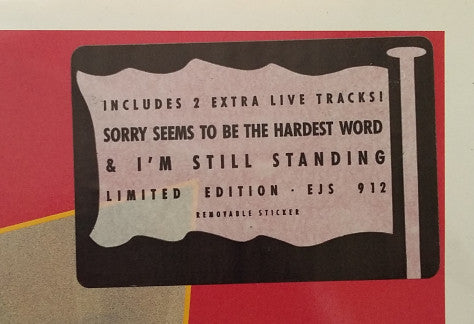 INCLUDES 2 EXTRA LIVE TRACKS!
SORRY SEEMS TO BE THE HARDEST WORD
& I'M STILL STANDING
LIMITED EDITION · EJS 912
REMOVABLE STICKER